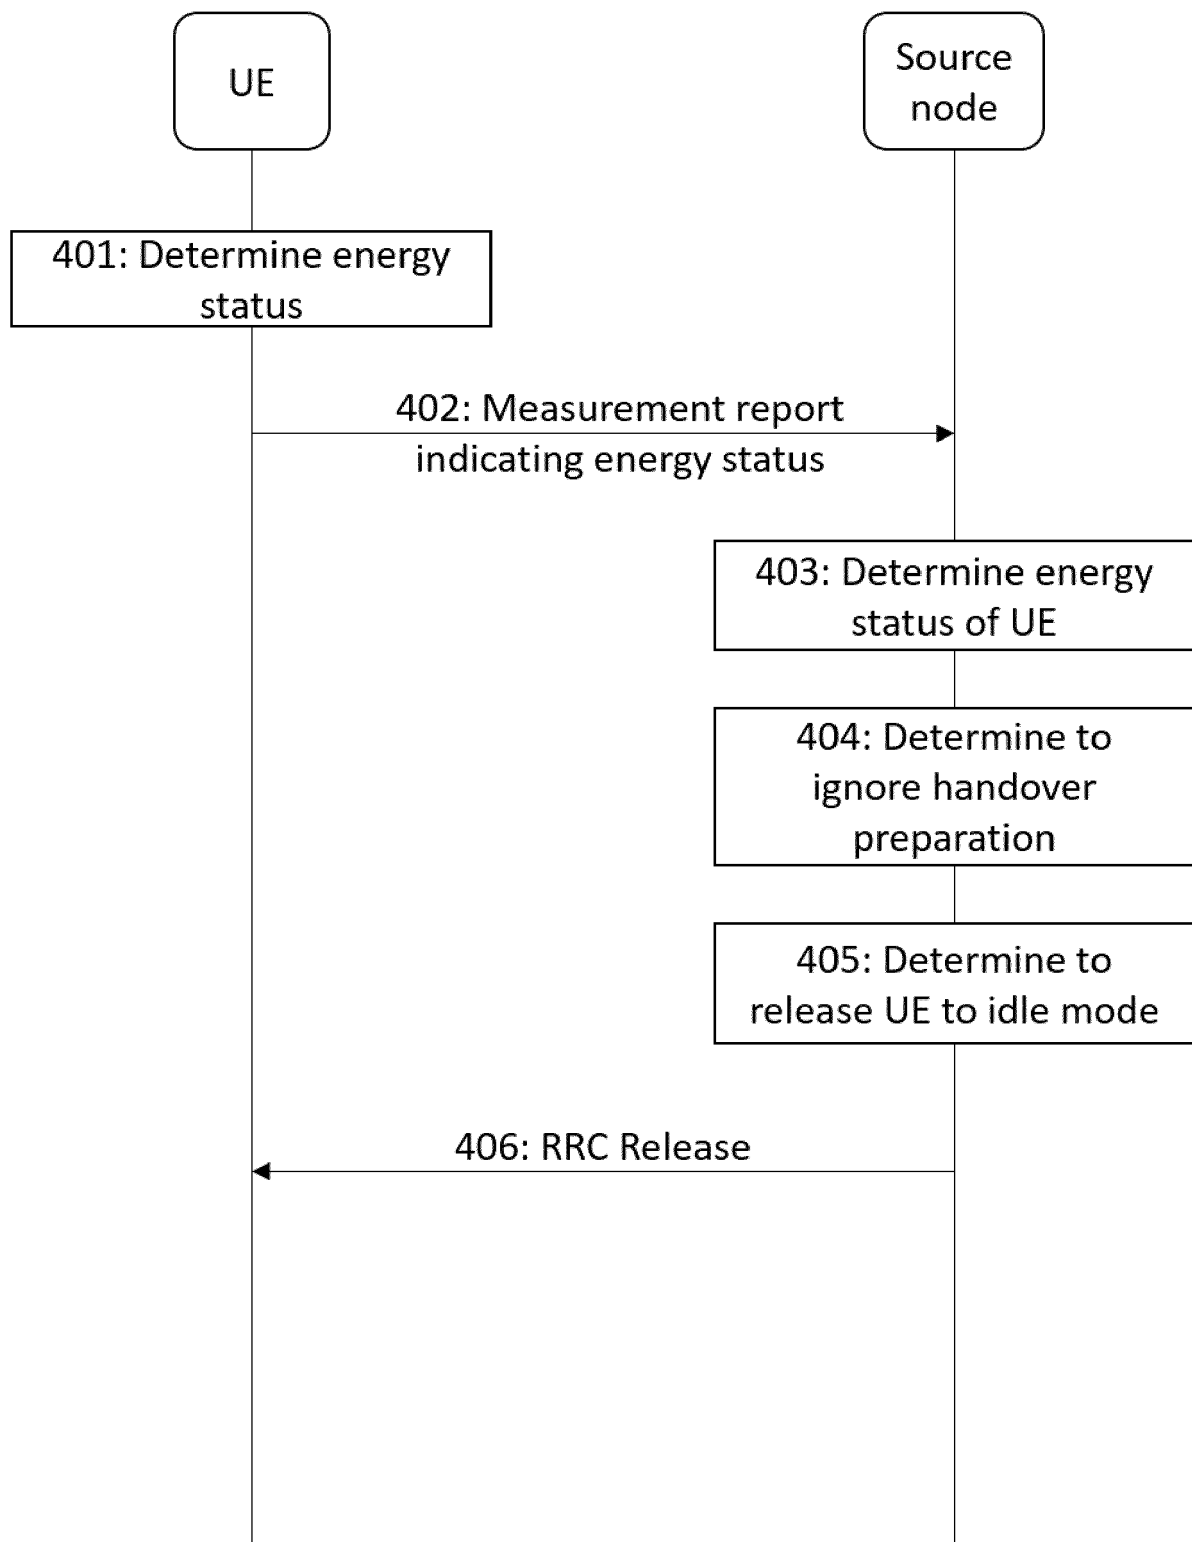 UE
Source
node
401: Determine energy
status
402: Measurement report
indicating energy status
403: Determine energy
status of UE
404: Determine to
ignore handover
preparation
405: Determine to
release UE to idle mode
406: RRC Release